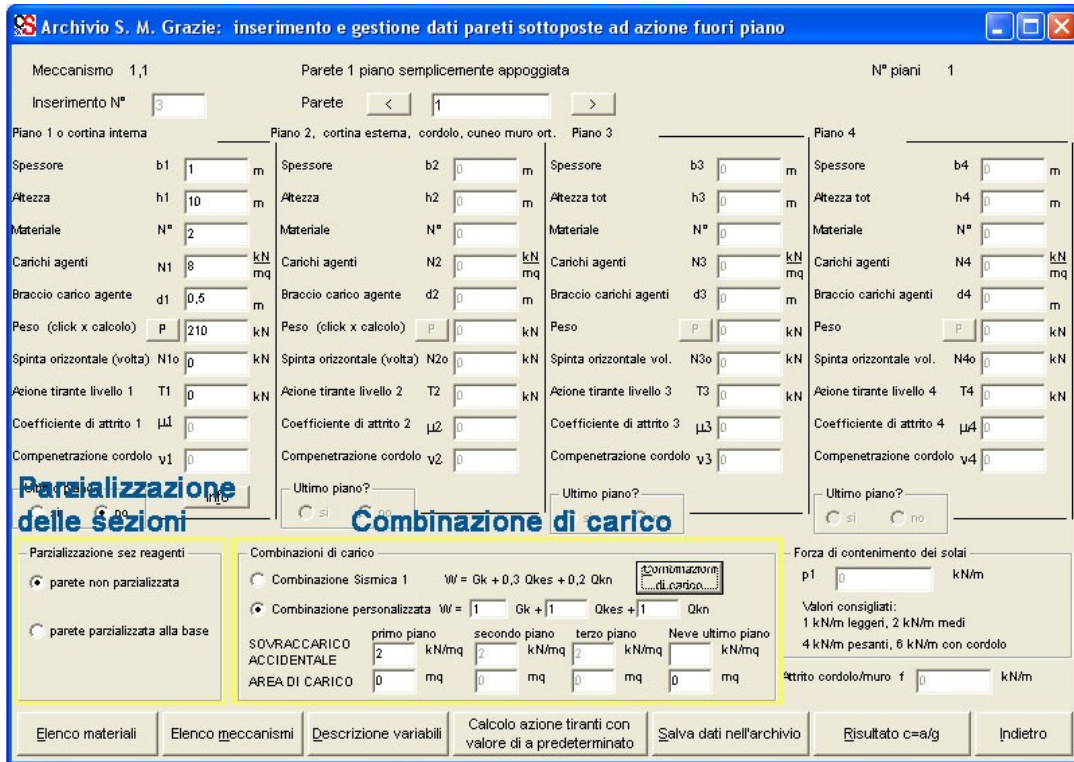 Archivio S. M. Grazie: inserimento e gestione dati pareti sottoposte ad azione fuori piano
Meccanismo 1,1 Parete 1 piano semplicemente appoggiata N° piani 1
Inserimento N° 3 Parete < 1 >
Piano 1 o cortina interna Piano 2, cortina esterna, cordolo, cuneo muro ort. Piano 3 Piano 4
Spessore b1 1 m Spessore b2 0 m Spessore b3 0 m Spessore b4 0 m
Altezza h1 10 m Altezza h2 0 m Altezza tot h3 0 m Altezza tot h4 0 m
Materiale N° 2 Materiale N° 0 Materiale N° 0 Materiale N° 0
Carichi agenti N1 8 kN/mq Carichi agenti N2 0 kN/mq Carichi agenti N3 0 kN/mq Carichi agenti N4 0 kN/mq
Braccio carico agente d1 0,5 m Braccio carico agente d2 0 m Braccio carichi agenti d3 0 m Braccio carichi agenti d4 0 m
Peso (click x calcolo) P 210 kN Peso (click x calcolo) P 0 kN Peso P 0 kN Peso P 0 kN
Spinta orizzontale (volta) N1o 0 kN Spinta orizzontale (volta) N2o 0 kN Spinta orizzontale vol. N3o 0 kN Spinta orizzontale vol. N4o 0 kN
Azione tirante livello 1 T1 0 kN Azione tirante livello 2 T2 0 kN Azione tirante livello 3 T3 0 kN Azione tirante livello 4 T4 0 kN
Coefficiente di attrito 1 μ1 0 Coefficiente di attrito 2 μ2 0 Coefficiente di attrito 3 μ3 0 Coefficiente di attrito 4 μ4 0
Compenetrazione cordolo ν1 0 Compenetrazione cordolo ν2 0 Compenetrazione cordolo ν3 0 Compenetrazione cordolo ν4 0
Parzializzazione delle sezioni
Info
no
Ultimo piano? Ultimo piano? Ultimo piano?
si no si no
Combinazione di carico
Parzializzazione sez reagenti
parete non parzializzata
parete parzializzata alla base
Combinazioni di carico
Combinazione Sismica 1 W = Gk + 0,3 Qkes + 0,2 Qkn Combinazioni di carico
Combinazione personalizzata W = 1 Gk + 1 Qkes + 1 Qkn
primo piano secondo piano terzo piano Neve ultimo piano
SOVRACCARICO ACCIDENTALE 2 kN/mq 2 kN/mq 2 kN/mq kN/mq
AREA DI CARICO 0 mq 0 mq 0 mq 0 mq
Forza di contenimento dei solai
p1 0 kN/m
Valori consigliati:
1 kN/m leggeri, 2 kN/m medi
4 kN/m pesanti, 6 kN/m con cordolo
Attrito cordolo/muro f 0 kN/m
Elenco materiali Elenco meccanismi Descrizione variabili Calcolo azione tiranti con valore di a predeterminato Salva dati nell'archivio Risultato c=a/g Indietro